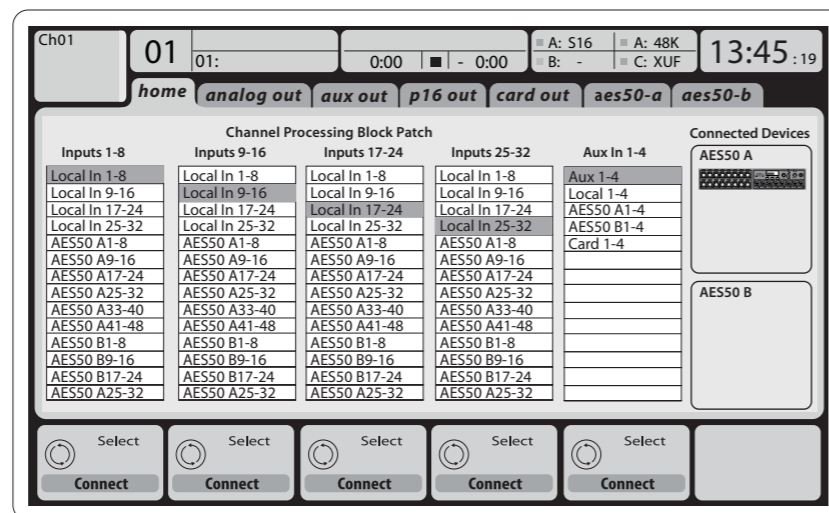 Ch01
01
01:
0:00
- 0:00
A: S16
A: 48K
B: -
C: XUF
13:45 :19
home
analog out
aux out
p16 out
card out
aes50-a
aes50-b
Channel Processing Block Patch
Connected Devices
Inputs 1-8
Inputs 9-16
Inputs 17-24
Inputs 25-32
Aux In 1-4
Local In 1-8
Local In 9-16
Local In 17-24
Local In 25-32
AES50 A1-8
AES50 A9-16
AES50 A17-24
AES50 A25-32
AES50 A33-40
AES50 A41-48
AES50 B1-8
AES50 B9-16
AES50 B17-24
AES50 A25-32
Local In 1-8
Local In 9-16
Local In 17-24
Local In 25-32
AES50 A1-8
AES50 A9-16
AES50 A17-24
AES50 A25-32
AES50 A33-40
AES50 A41-48
AES50 B1-8
AES50 B9-16
AES50 B17-24
AES50 A25-32
Local In 1-8
Local In 9-16
Local In 17-24
Local In 25-32
AES50 A1-8
AES50 A9-16
AES50 A17-24
AES50 A25-32
AES50 A33-40
AES50 A41-48
AES50 B1-8
AES50 B9-16
AES50 B17-24
AES50 A25-32
Local In 1-8
Local In 9-16
Local In 17-24
Local In 25-32
AES50 A1-8
AES50 A9-16
AES50 A17-24
AES50 A25-32
AES50 A33-40
AES50 A41-48
AES50 B1-8
AES50 B9-16
AES50 B17-24
AES50 A25-32
Aux 1-4
Local 1-4
AES50 A1-4
AES50 B1-4
Card 1-4
AES50 A
AES50 B
Select
Connect
Select
Connect
Select
Connect
Select
Connect
Select
Connect